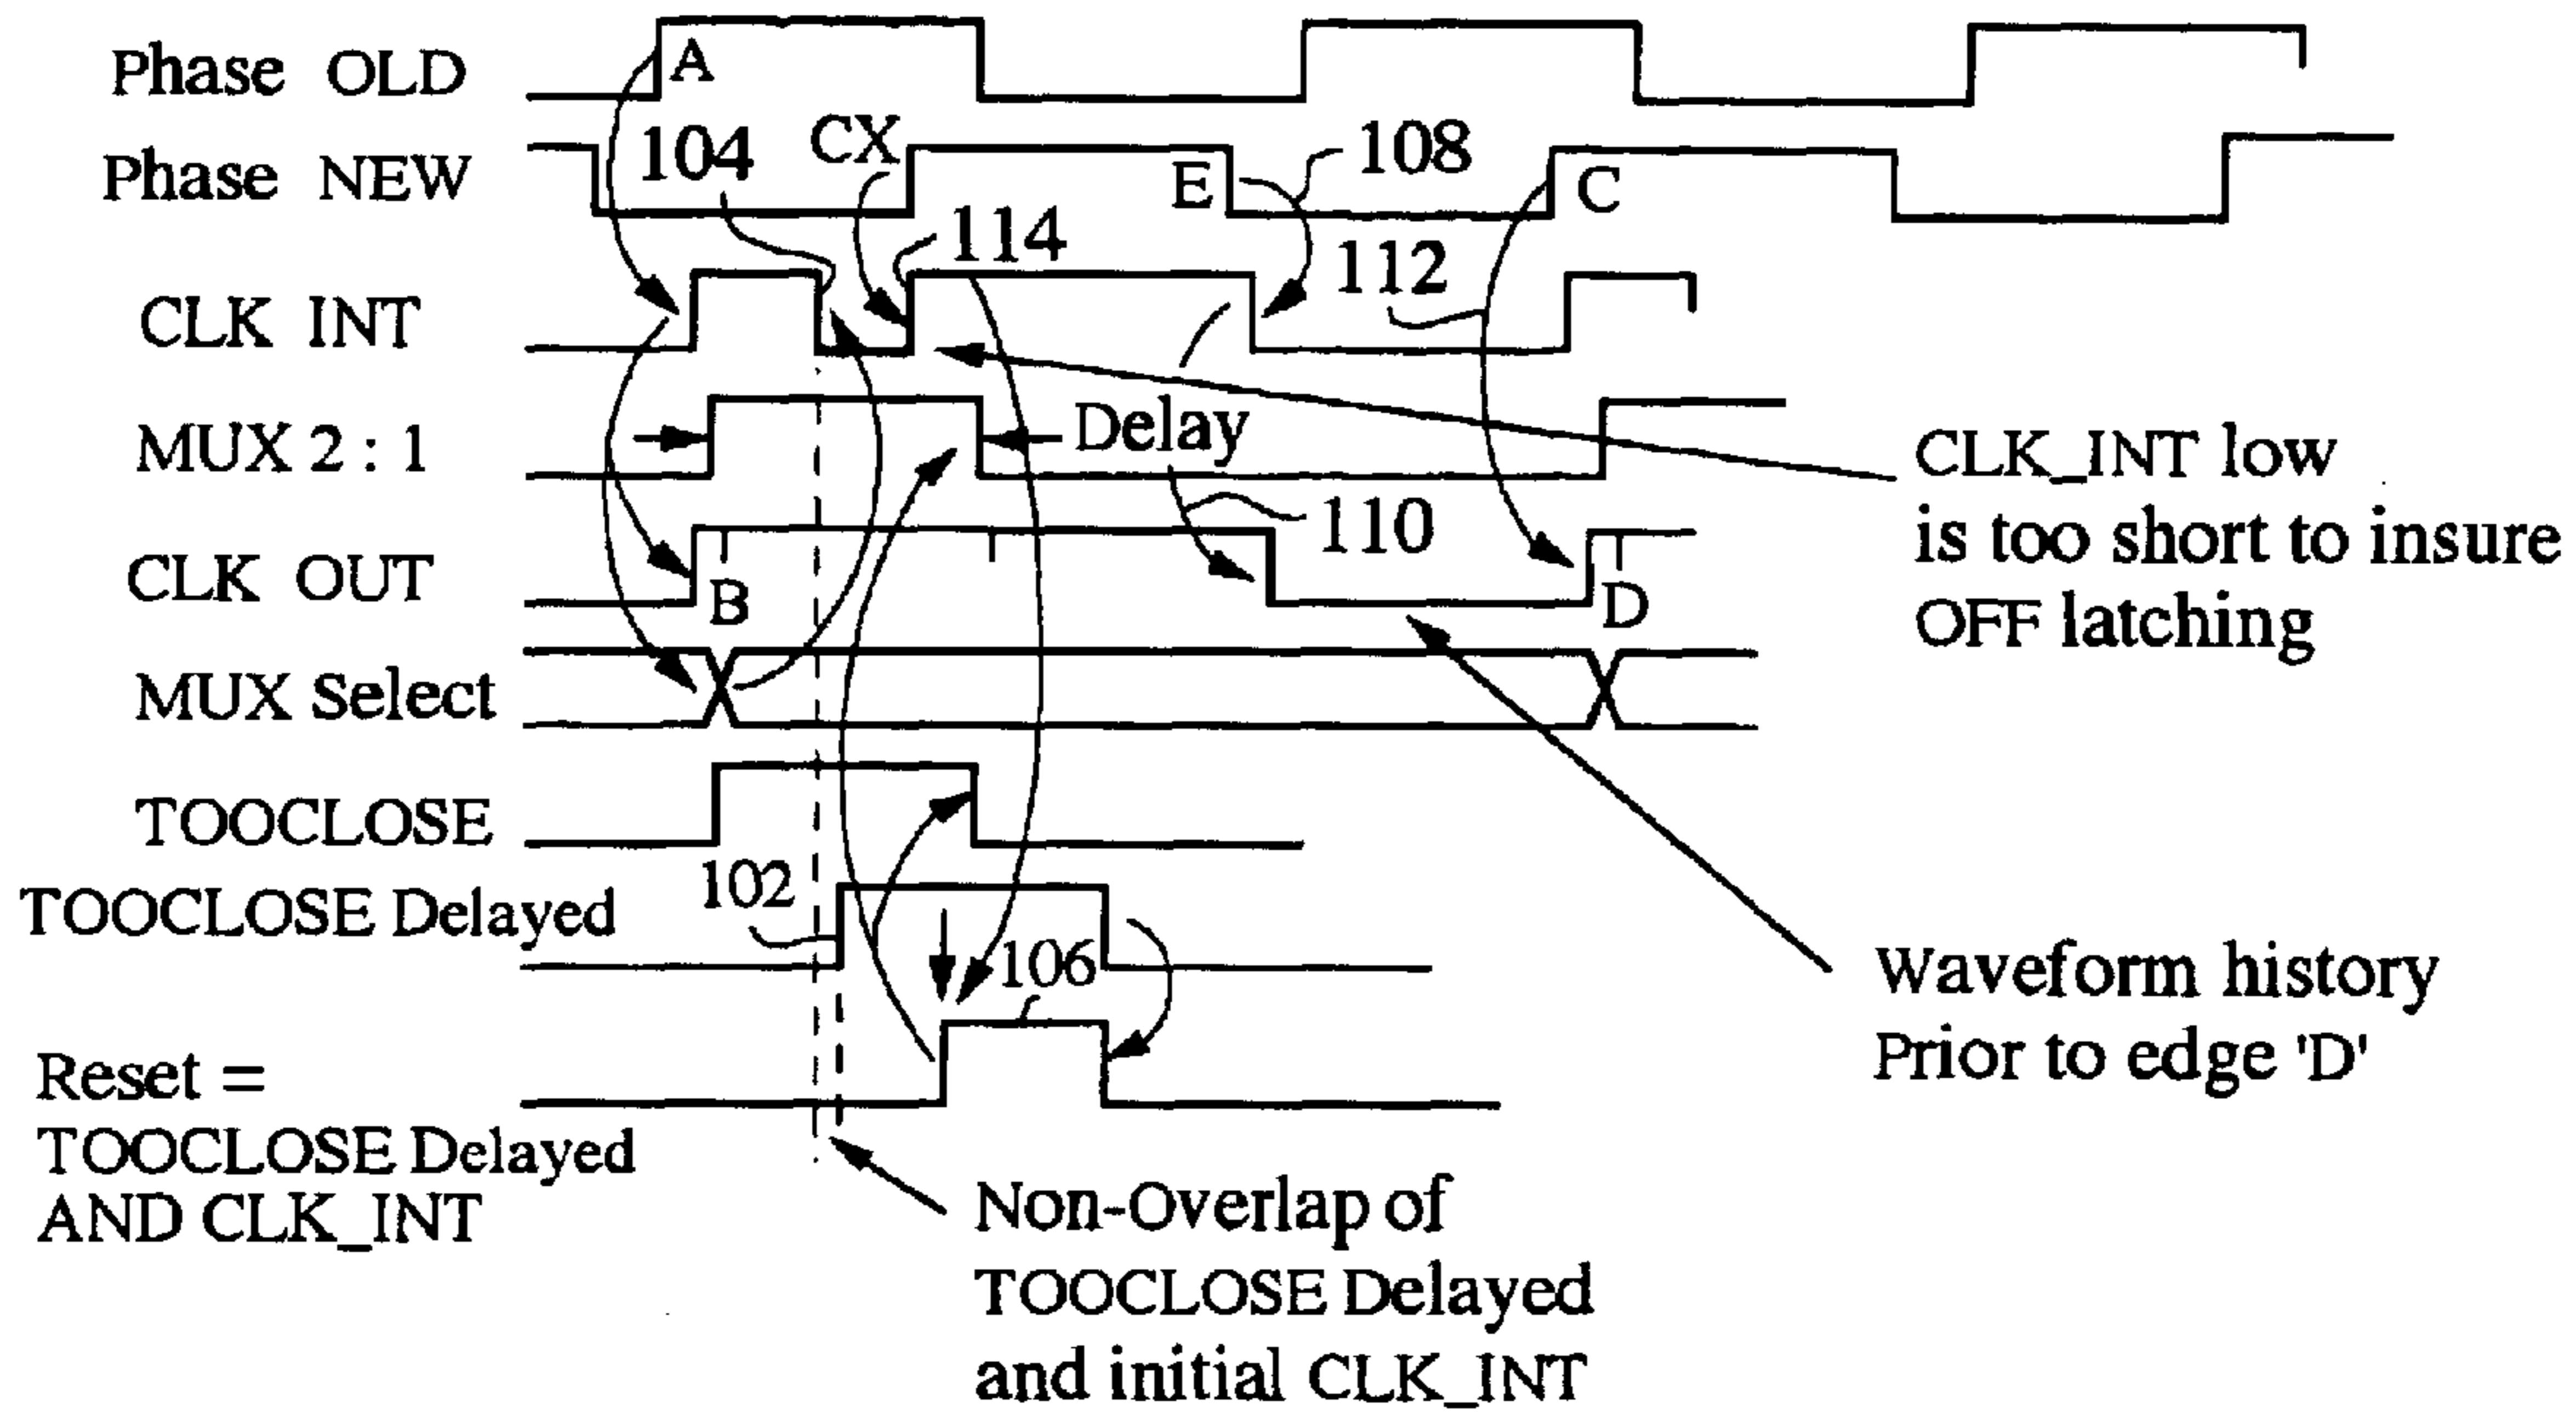 Phase OLD
A
Phase NEW
104
CX
E
108
C
CLK INT
114
112
MUX 2 : 1
Delay
CLK_INT low
is too short to insure
OFF latching
CLK OUT
B
110
D
MUX Select
TOOCLOSE
TOOCLOSE Delayed
102
106
Waveform history
Prior to edge 'D'
Reset =
TOOCLOSE Delayed
AND CLK_INT
Non-Overlap of
TOOCLOSE Delayed
and initial CLK_INT